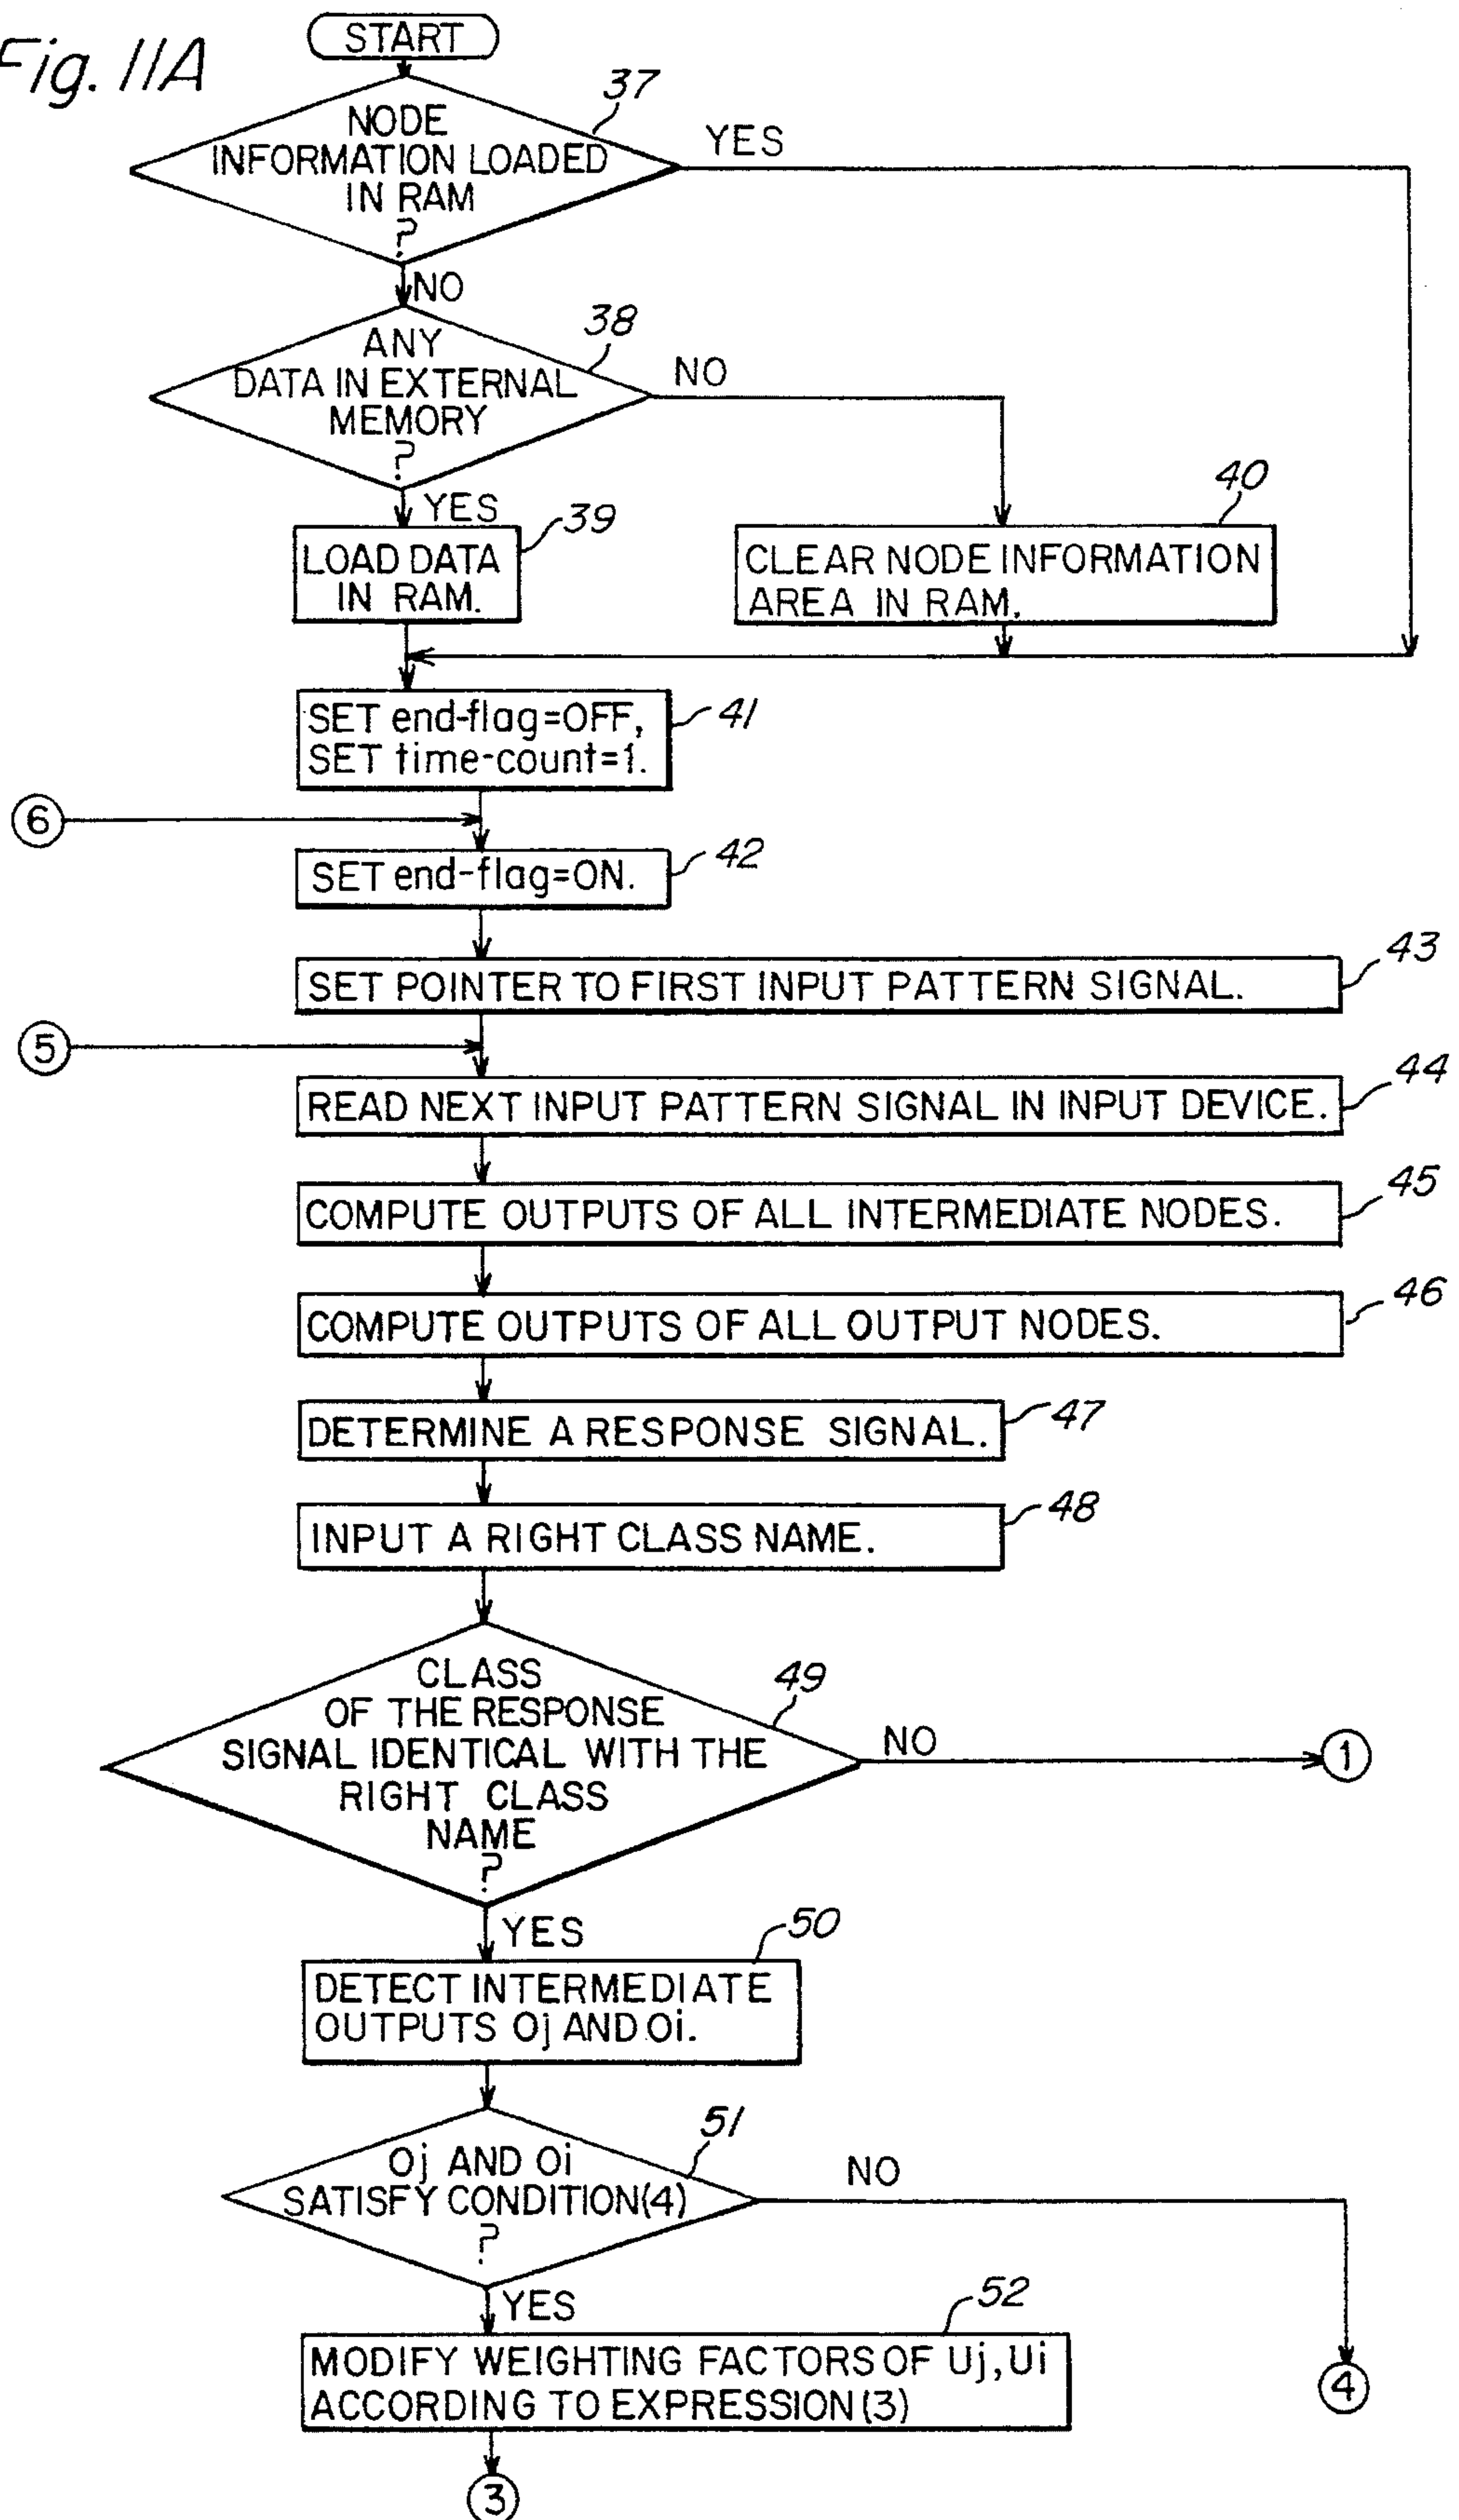 Fig. 11A
START
37
NODE
INFORMATION LOADED
IN RAM
?
YES
NO
38
ANY
DATA IN EXTERNAL
MEMORY
?
NO
YES
39
LOAD DATA
IN RAM.
40
CLEAR NODE INFORMATION
AREA IN RAM.
SET end-flag=OFF,
SET time-count=1.
41
6
SET end-flag=ON.
42
SET POINTER TO FIRST INPUT PATTERN SIGNAL.
43
5
READ NEXT INPUT PATTERN SIGNAL IN INPUT DEVICE.
44
COMPUTE OUTPUTS OF ALL INTERMEDIATE NODES.
45
COMPUTE OUTPUTS OF ALL OUTPUT NODES.
46
DETERMINE A RESPONSE SIGNAL.
47
INPUT A RIGHT CLASS NAME.
48
CLASS
OF THE RESPONSE
SIGNAL IDENTICAL WITH THE
RIGHT CLASS
NAME
?
49
NO
1
YES
50
DETECT INTERMEDIATE
OUTPUTS Oj AND Oi.
51
Oj AND Oi
SATISFY CONDITION(4)
?
NO
YES
52
MODIFY WEIGHTING FACTORS OF Uj,Ui
ACCORDING TO EXPRESSION(3)
4
3